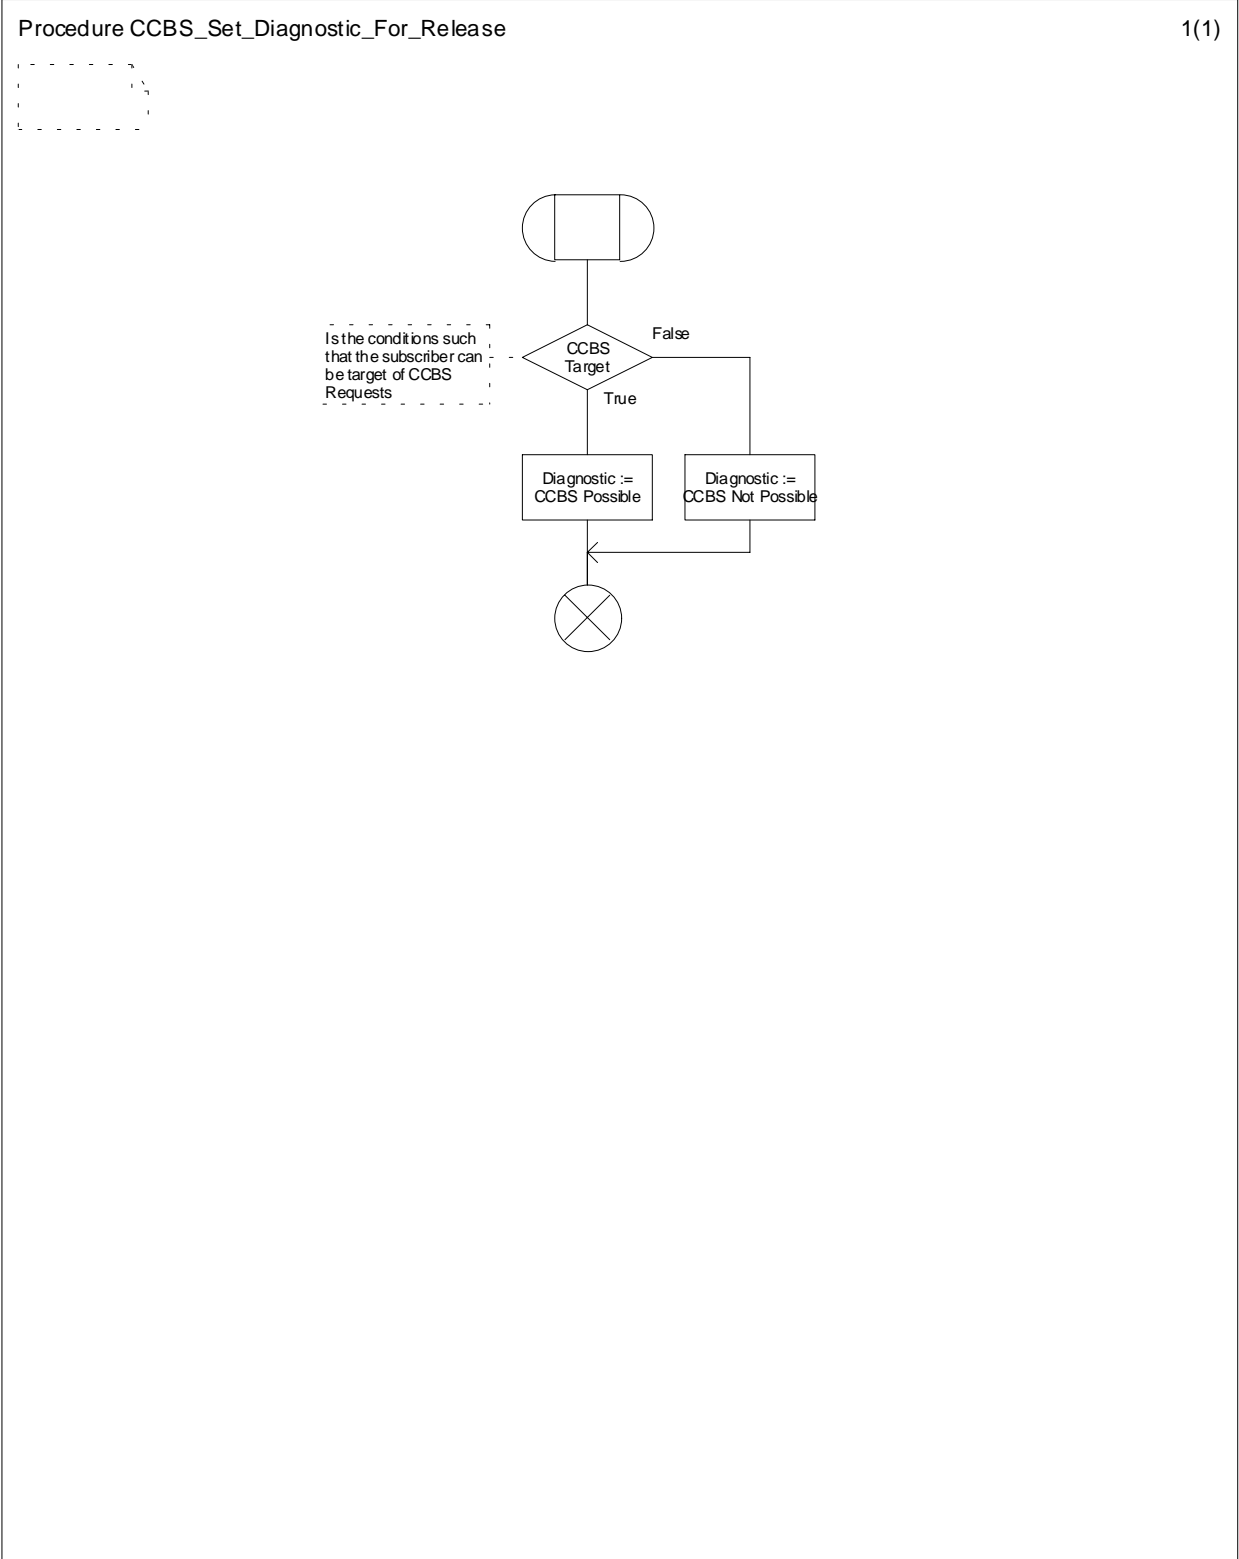 Procedure CCBS_Set_Diagnostic_For_Release
1(1)
Is the conditions such
that the subscriber can
be target of CCBS
Requests
CCBS
Target
False
True
Diagnostic :=
CCBS Possible
Diagnostic :=
CCBS Not Possible